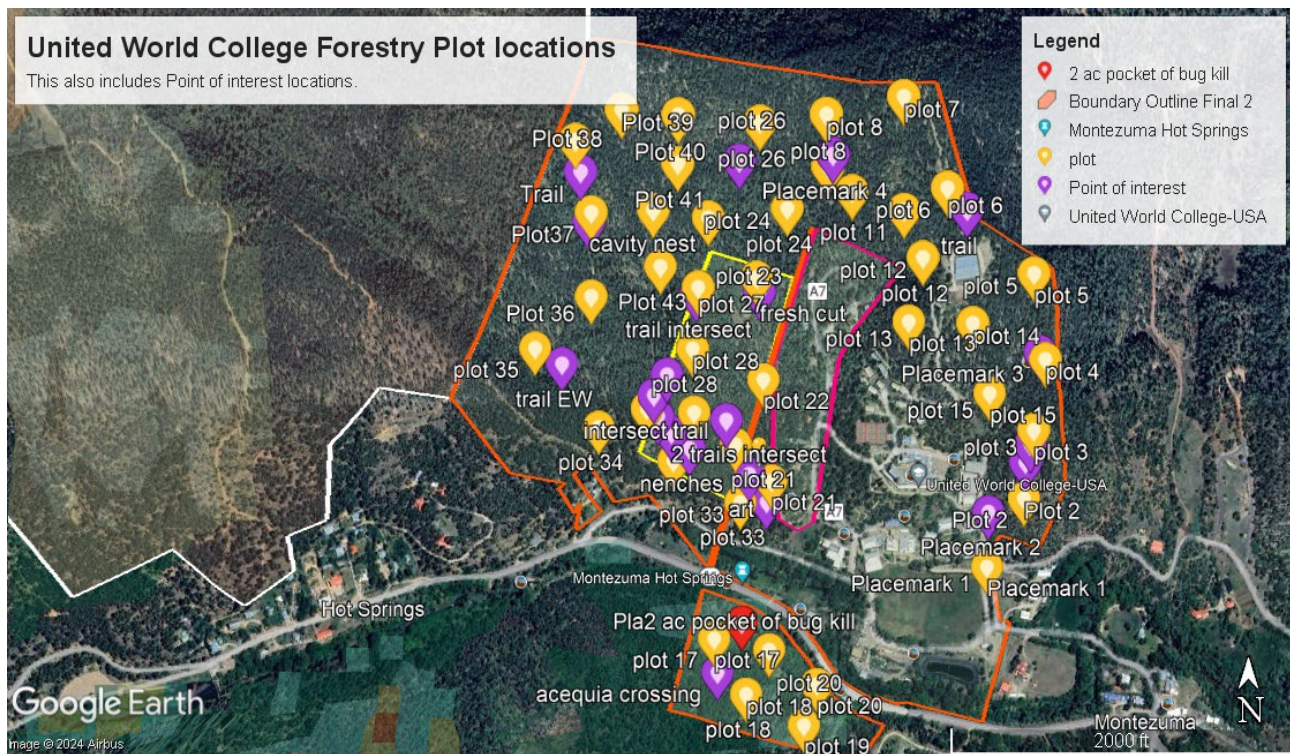 United World College Forestry Plot locations
This also includes Point of interest locations.
Legend
2 ac pocket of bug kill
Boundary Outline Final 2
Montezuma Hot Springs
plot
Point of interest
United World College-USA
plot 7
Plot 39
plot 26
plot 8
Plot 38
Plot 40
plot 26
plot 8
Trail
Placemark 4
plot 6
plot 6
Plot 41
plot 24
Plot37
cavity nest
plot 24
plot 11
trail
plot 12
plot 23
plot 5
plot 5
Plot 43
plot 27
A7
plot 12
Plot 36
trail intersect
fresh cut
plot 13
plot 13
plot 14
plot 28
plot 35
Placemark 3
plot 4
trail EW
plot 28
plot 22
plot 15
plot 15
intersect trail
2 trails intersect
plot 3
plot 3
plot 34
nenches
plot 21
United World College-USA
plot 33
art
plot 21
A7
Plot 2
Plot 2
plot 33
Placemark 2
Montezuma Hot Springs
Placemark 1
Placemark 1
Hot Springs
Pla2 ac pocket of bug kill
plot 17
plot 17
acequia crossing
plot 20
plot 18
plot 20
plot 18
plot 19
Montezuma
2000 ft
N
Google Earth
Image © 2024 Airbus